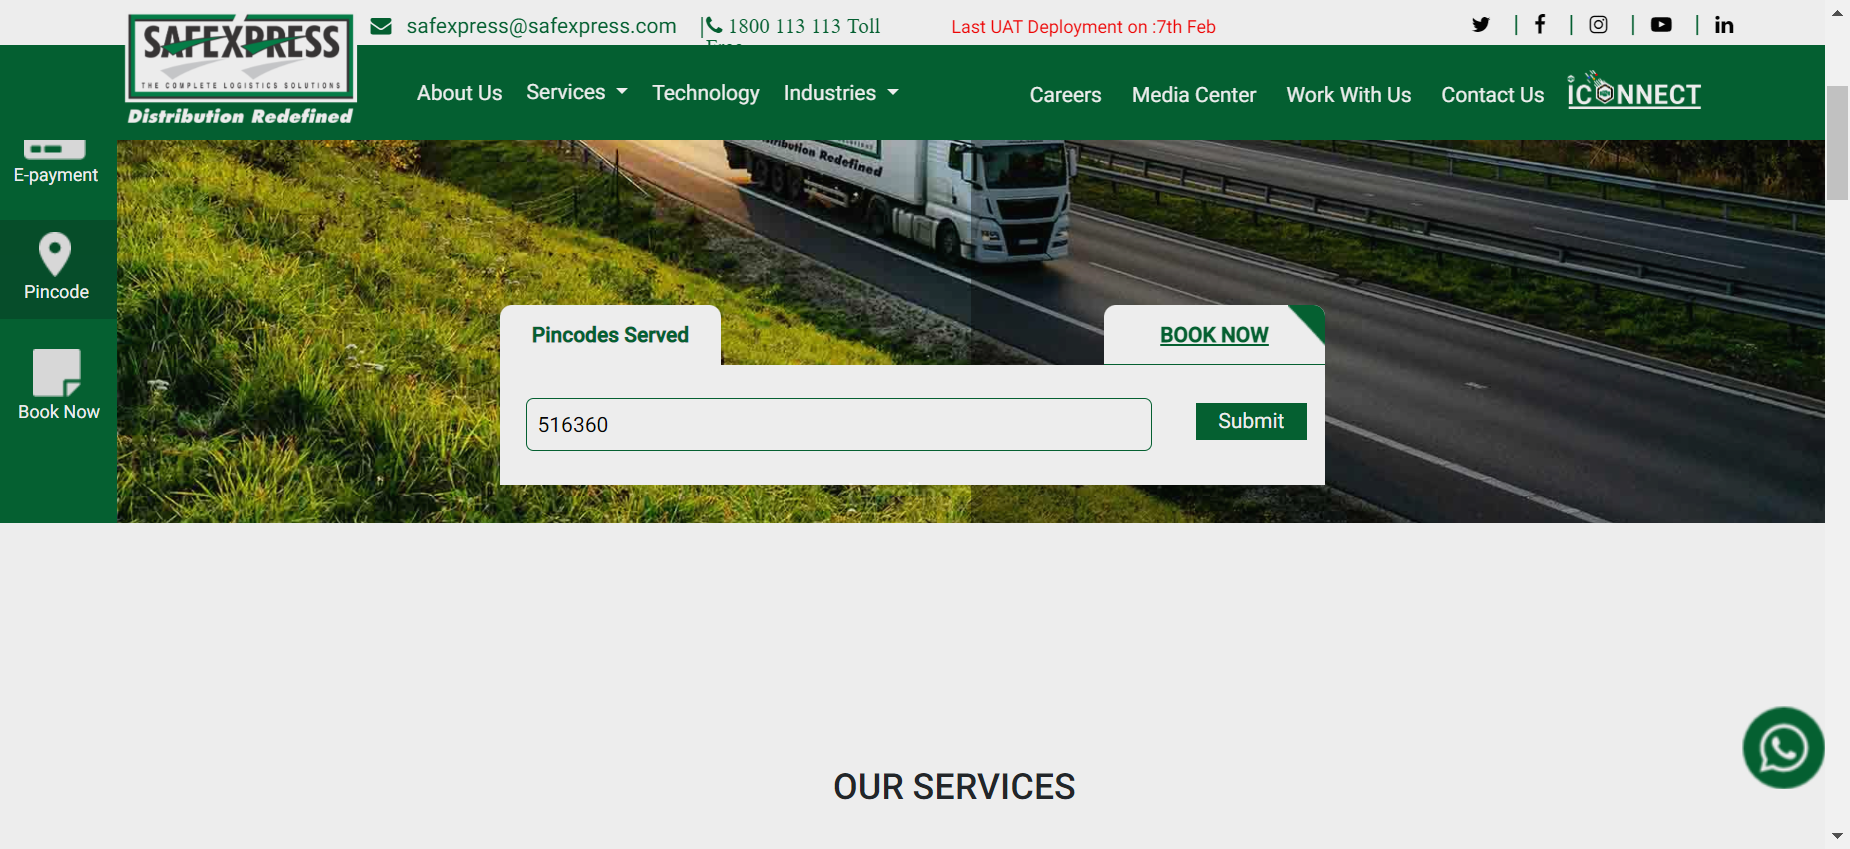 SAFEXPRESS
THE COMPLETE LOGISTICS SOLUTIONS
Distribution Redefined
safexpress@safexpress.com
| 1800 113 113 Toll
Free
Last UAT Deployment on :7th Feb
| | | |
About Us Services Technology Industries Careers Media Center Work With Us Contact Us iCONNECT
E-payment
Pincode
Book Now
Distribution Redefined
Pincodes Served
BOOK NOW
516360
Submit
OUR SERVICES